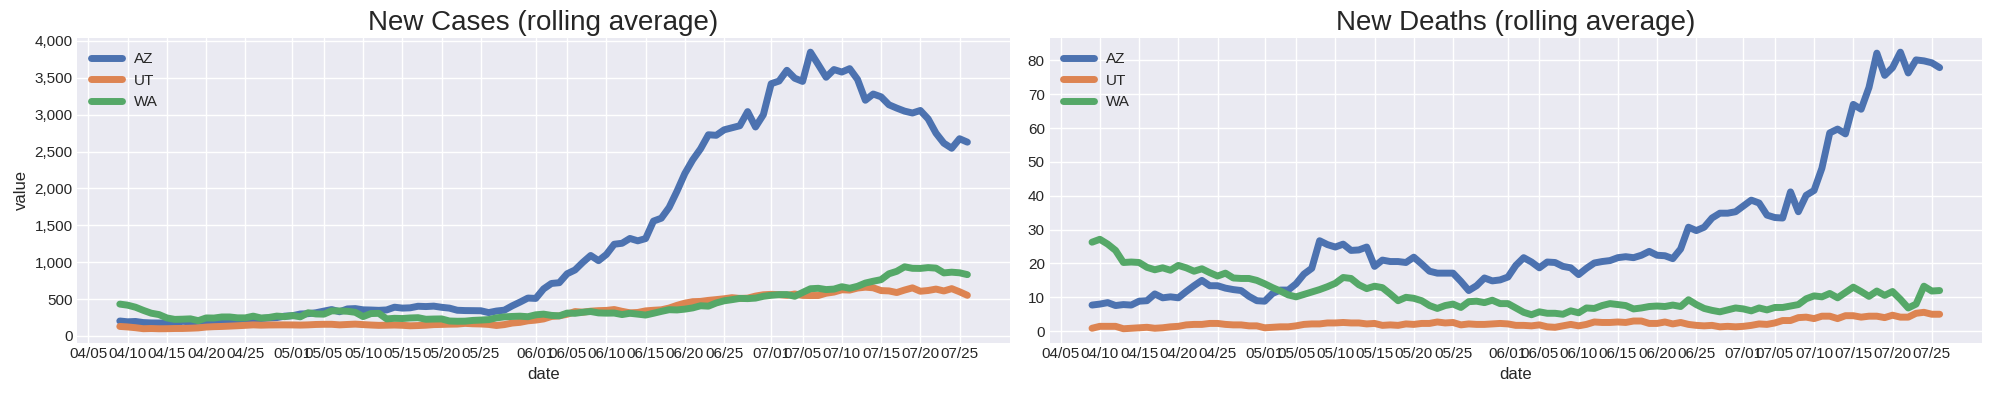 New Cases (rolling average)
4,000
3,500
3,000
2,500
2,000
1,500
1,000
500
0
value
AZ
UT
WA
04/05 04/10 04/15 04/20 04/25 05/01 05/05 05/10 05/15 05/20 05/25 06/01 06/05 06/10 06/15 06/20 06/25 07/01 07/05 07/10 07/15 07/20 07/25
date
New Deaths (rolling average)
80
70
60
50
40
30
20
10
0
AZ
UT
WA
04/05 04/10 04/15 04/20 04/25 05/01 05/05 05/10 05/15 05/20 05/25 06/01 06/05 06/10 06/15 06/20 06/25 07/01 07/05 07/10 07/15 07/20 07/25
date